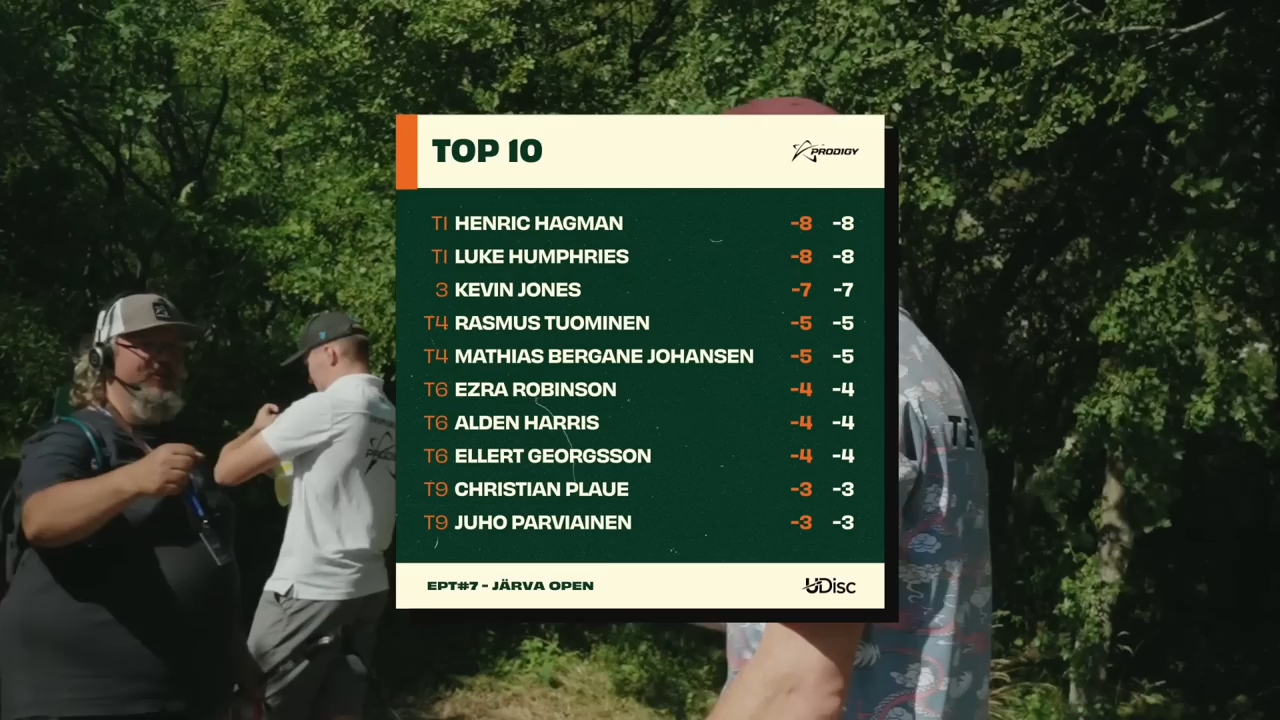 TOP 10
PRODIGY
T1 HENRIC HAGMAN -8 -8
T1 LUKE HUMPHRIES -8 -8
3 KEVIN JONES -7 -7
T4 RASMUS TUOMINEN -5 -5
T4 MATHIAS BERGANE JOHANSEN -5 -5
T6 EZRA ROBINSON -4 -4
T6 ALDEN HARRIS -4 -4
T6 ELLERT GEORGSSON -4 -4
T9 CHRISTIAN PLAUE -3 -3
T9 JUHO PARVIAINEN -3 -3
EPT#7 - JÄRVA OPEN
UDisc